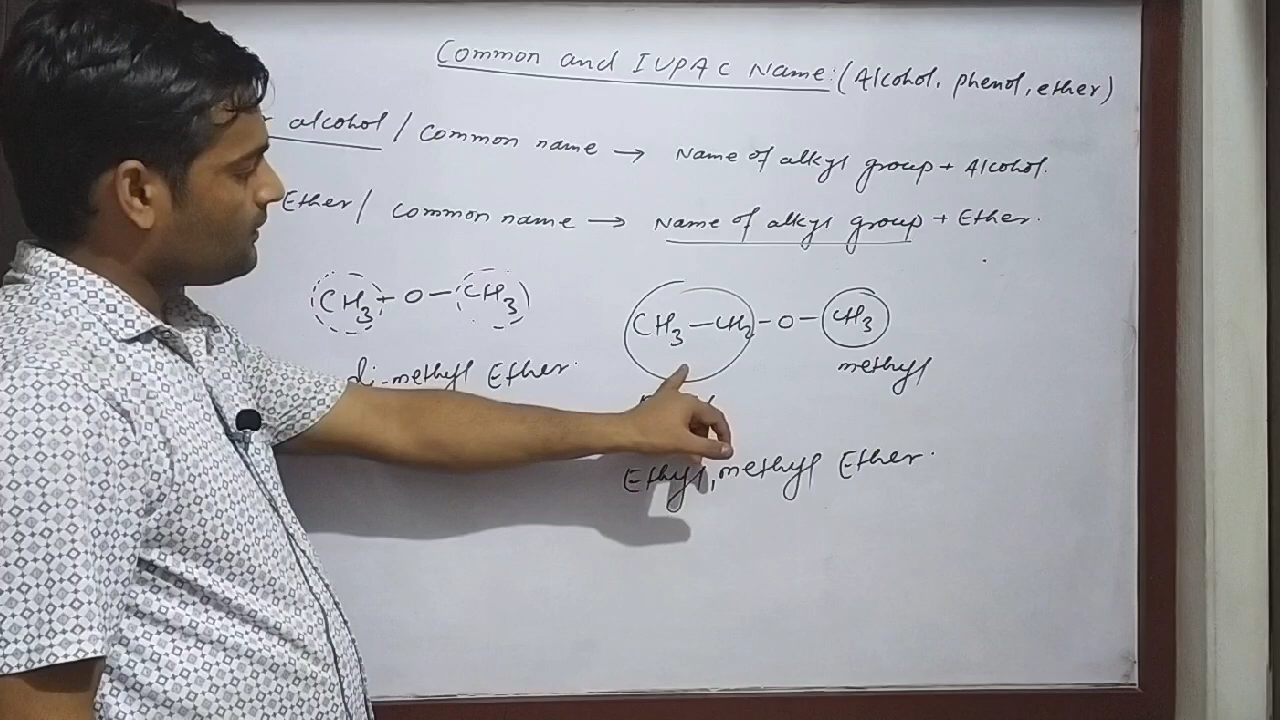 Common and IUPAC Name: (Alcohol, phenol, ether)
alcohol / Common name → Name of alkyl group + Alcohol.
Ether / Common name → Name of alkyl group + Ether.
CH3 - O - CH3
CH3 - CH2 - O - CH3
di-methyl Ether.
methyl
Ethyl, methyl Ether.